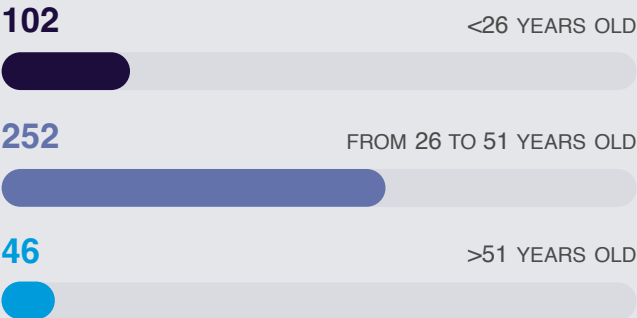 102 <26 YEARS OLD
252 FROM 26 TO 51 YEARS OLD
46 >51 YEARS OLD